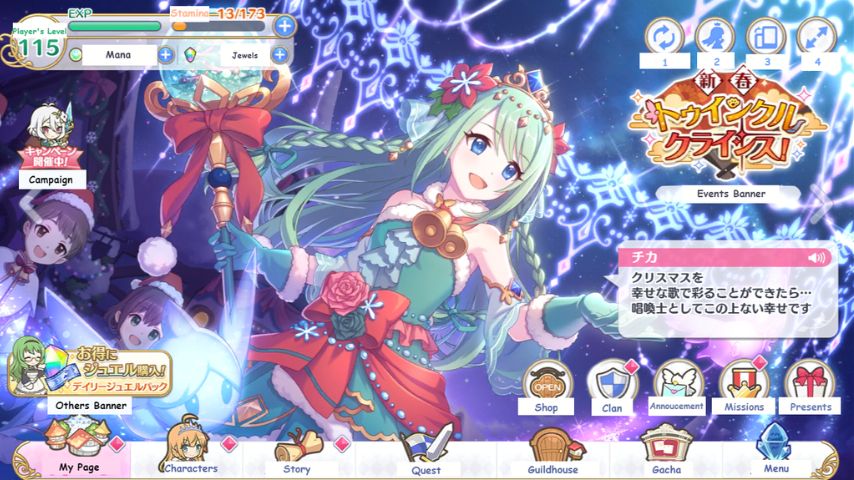 EXP
Stamina 13/173
Player's Level
115
Mana
Jewels
1
2
3
4
新春
トゥインクル
クライシス!
Events Banner
キャンペーン
開催中!
Campaign
チカ
クリスマスを
幸せな歌で彩ることができたら…
唱喚士としてこの上ない幸せです
お得に
ジュエル購入!
デイリージュエルパック
Others Banner
OPEN
Shop
Clan
Annoucement
Missions
Presents
My Page
Characters
Story
Quest
Guildhouse
Gacha
Menu